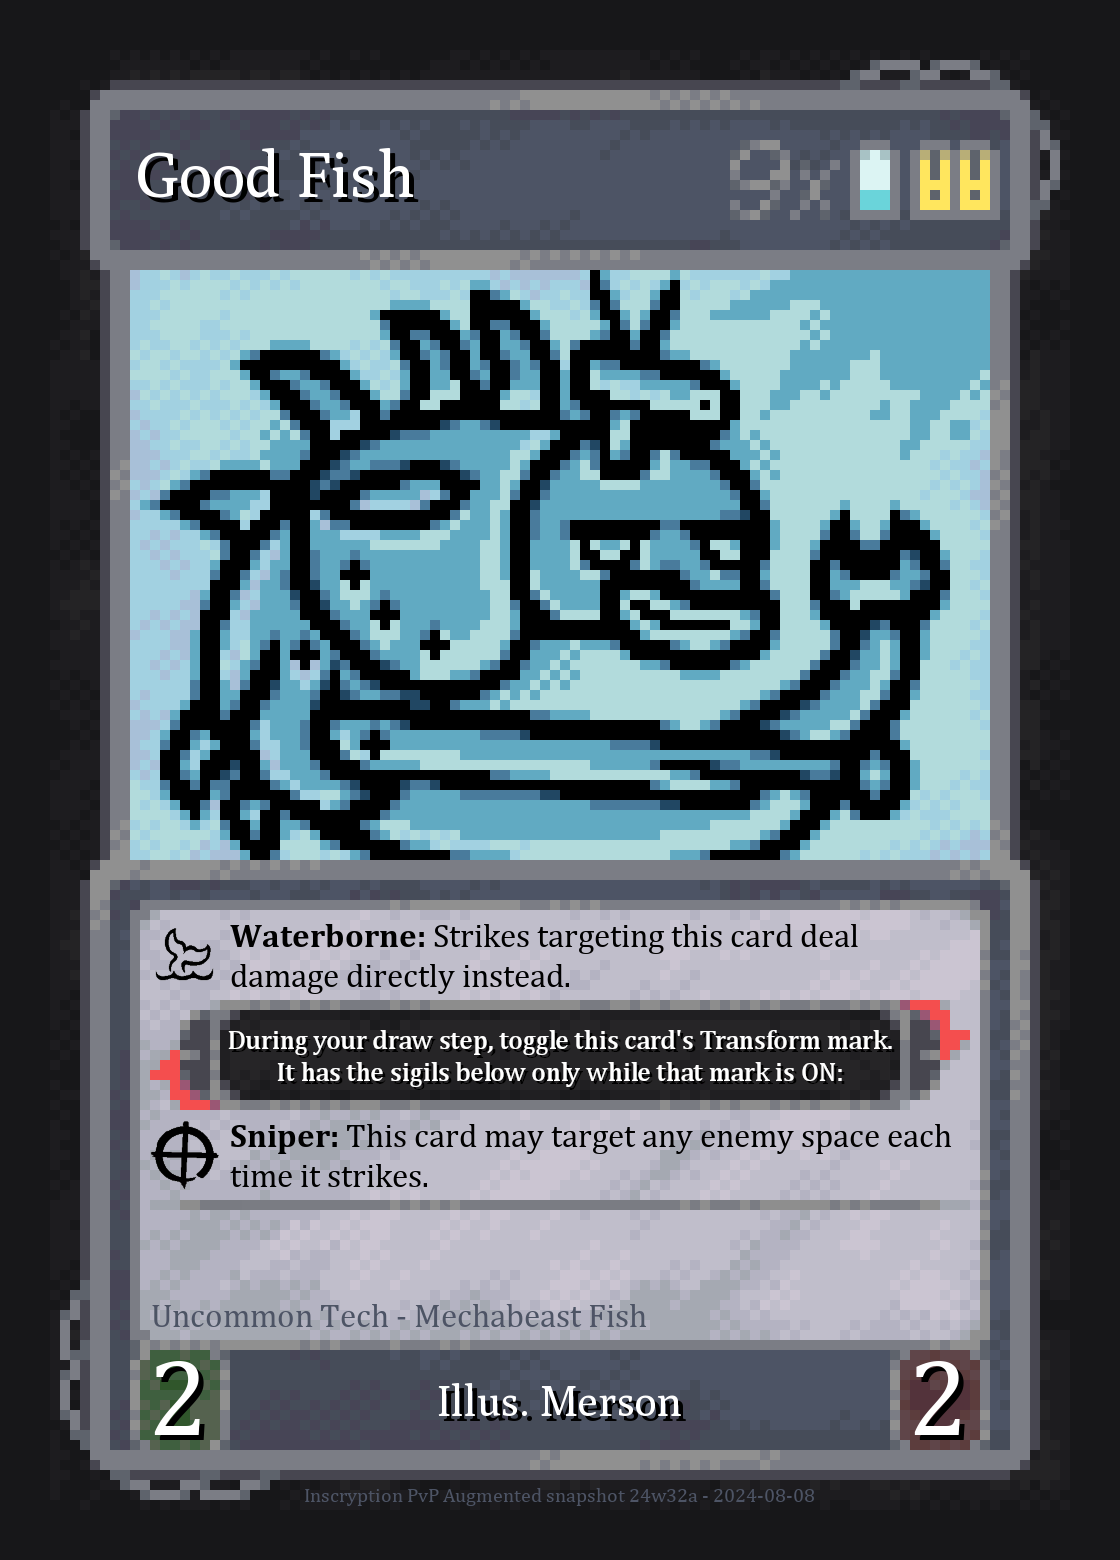 Good Fish
9x
Waterborne: Strikes targeting this card deal
damage directly instead.
During your draw step, toggle this card's Transform mark.
It has the sigils below only while that mark is ON:
Sniper: This card may target any enemy space each
time it strikes.
Uncommon Tech - Mechabeast Fish
2
Illus. Merson
2
Inscryption PvP Augmented snapshot 24w32a - 2024-08-08